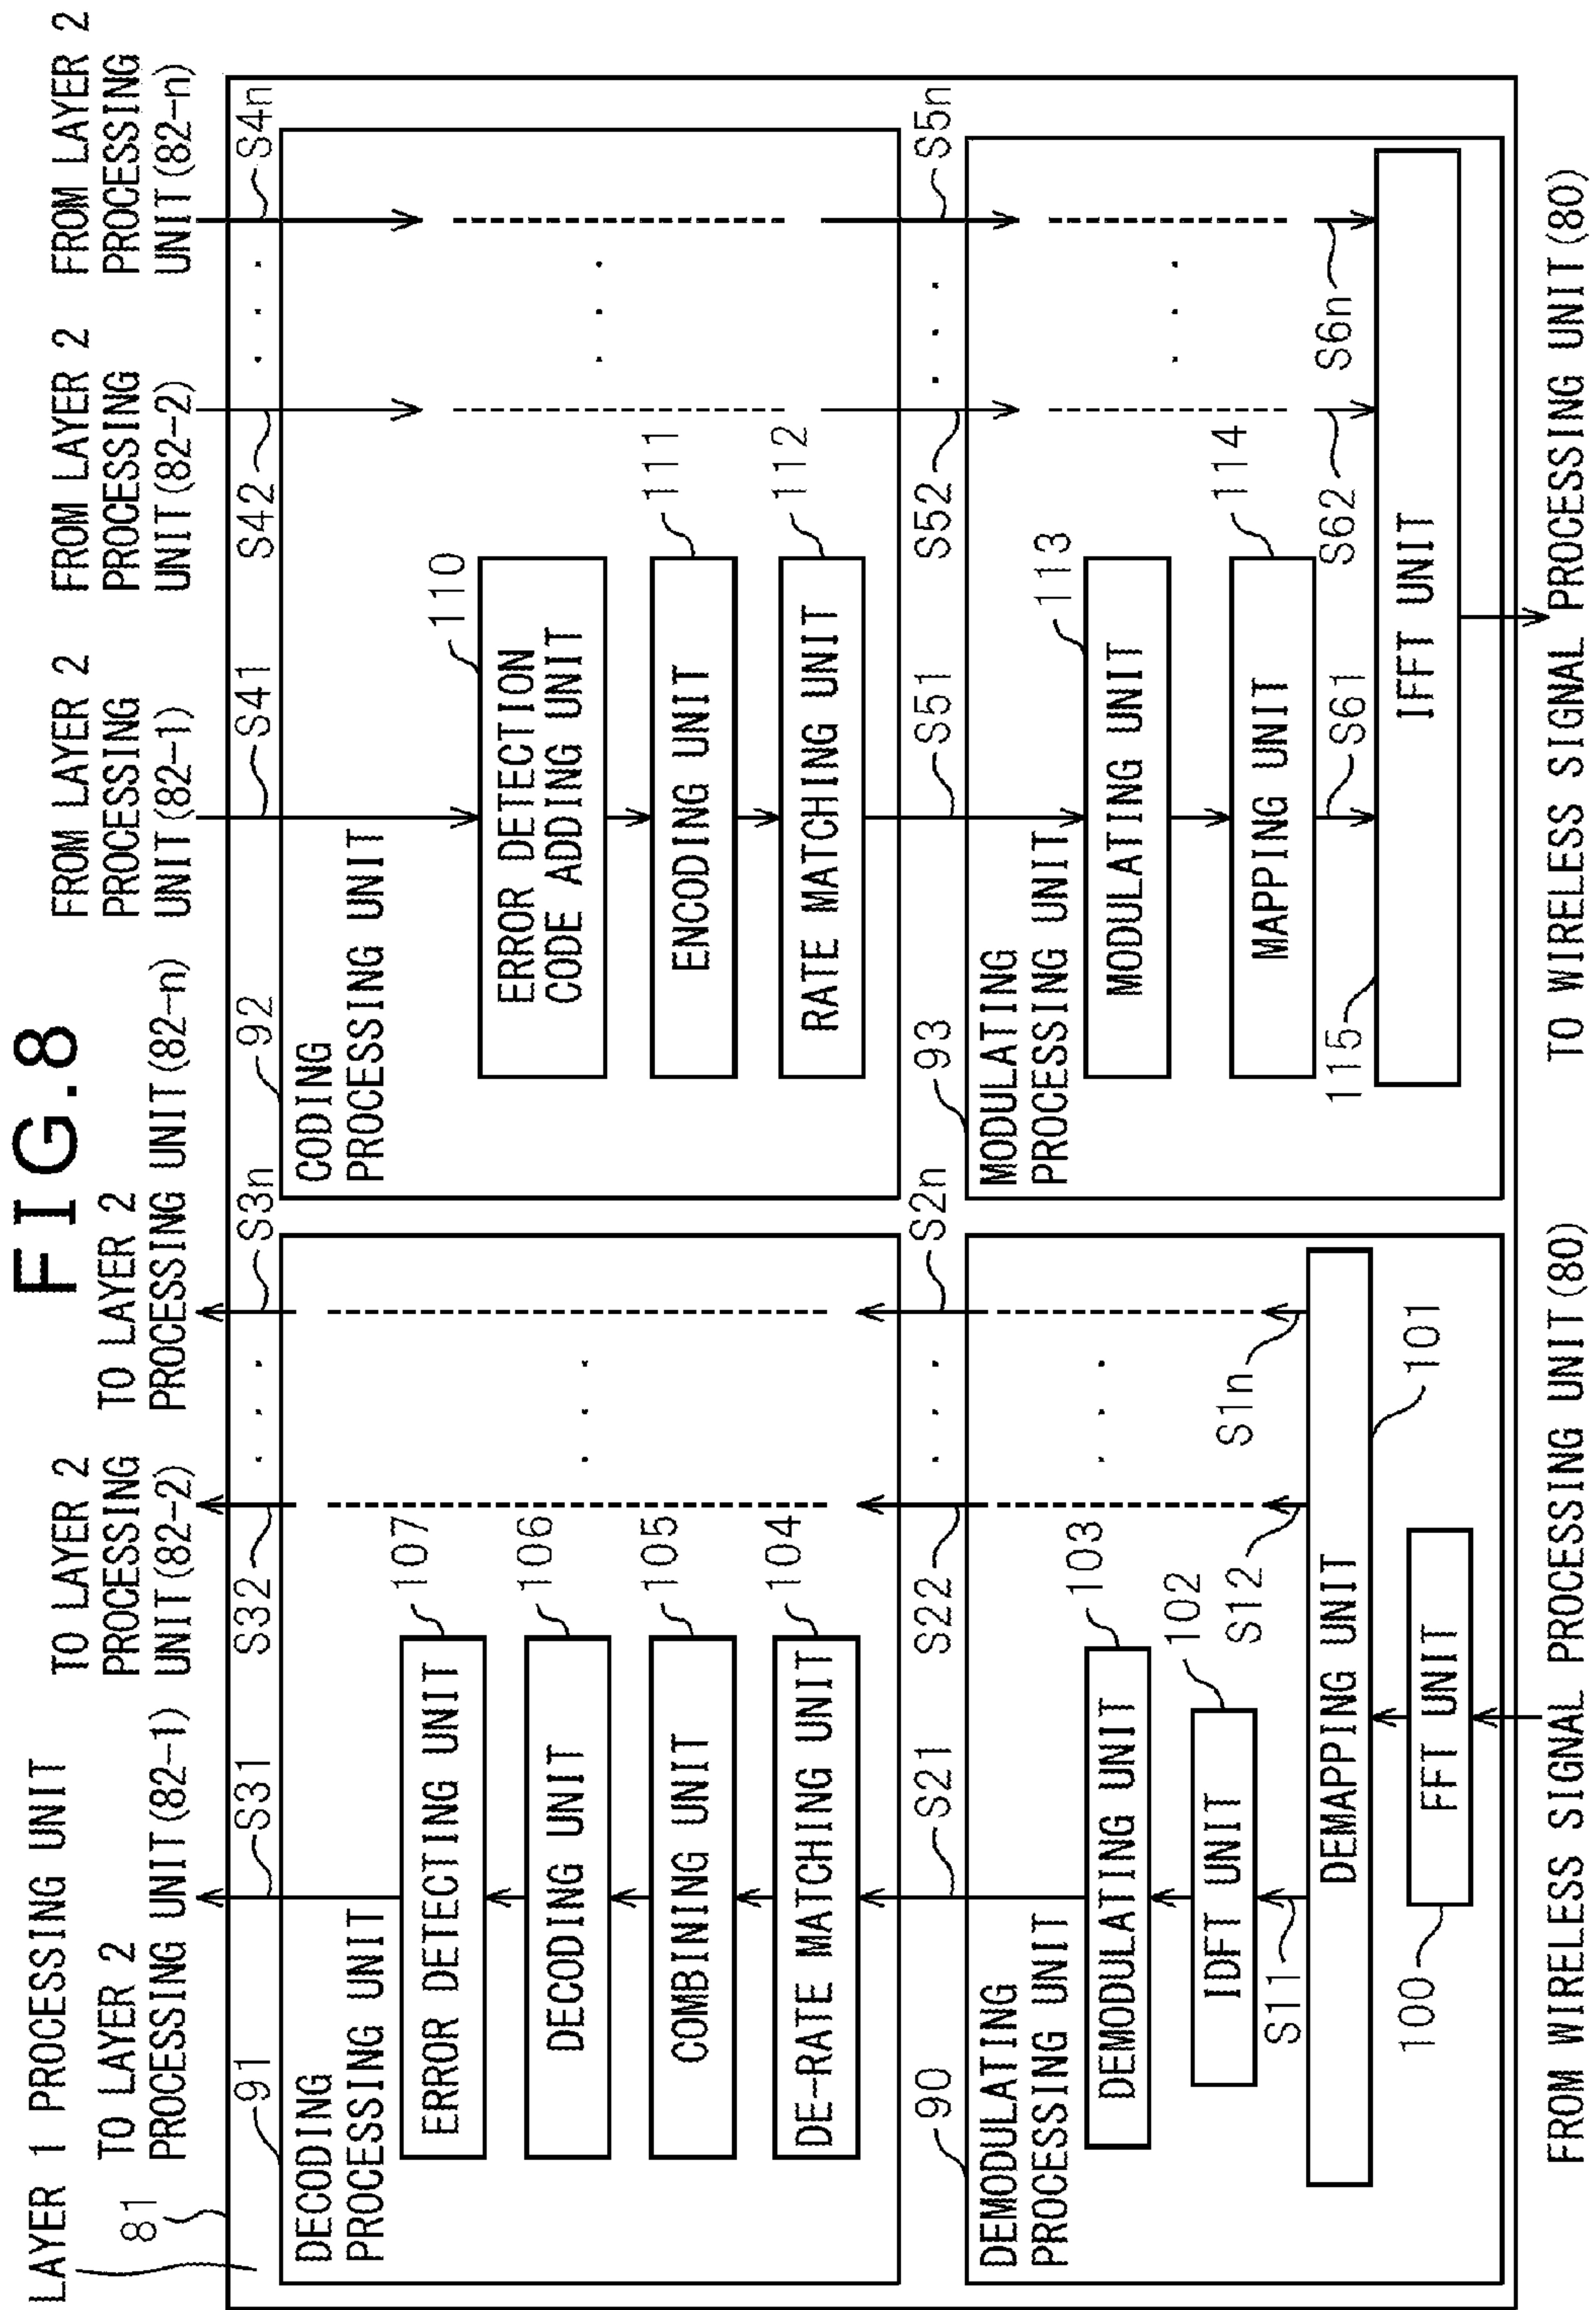 FIG.8
LAYER 1 PROCESSING UNIT
81
TO LAYER 2
PROCESSING UNIT(82-1)
TO LAYER 2
PROCESSING
UNIT(82-2)
TO LAYER 2
PROCESSING UNIT(82-n)
FROM LAYER 2
PROCESSING
UNIT(82-1)
FROM LAYER 2
PROCESSING
UNIT(82-2)
FROM LAYER 2
PROCESSING
UNIT(82-n)
91
S31
S32
. . .
S3n
92
S41
S42
. . .
S4n
DECODING
PROCESSING UNIT
ERROR DETECTING UNIT
107
DECODING UNIT
106
COMBINING UNIT
105
DE-RATE MATCHING UNIT
104
. . .
CODING
PROCESSING UNIT
ERROR DETECTION
CODE ADDING UNIT
110
ENCODING UNIT
111
RATE MATCHING UNIT
112
. . .
90
S21
S22
. . .
S2n
93
S51
S52
. . .
S5n
DEMODULATING
PROCESSING UNIT
DEMODULATING UNIT
103
IDFT UNIT
102
. . .
S11
S12
S1n
DEMAPPING UNIT
101
FFT UNIT
100
MODULATING
PROCESSING UNIT
MODULATING UNIT
113
MAPPING UNIT
114
. . .
115
S61
S62
S6n
IFFT UNIT
FROM WIRELESS SIGNAL PROCESSING UNIT(80)
TO WIRELESS SIGNAL PROCESSING UNIT(80)